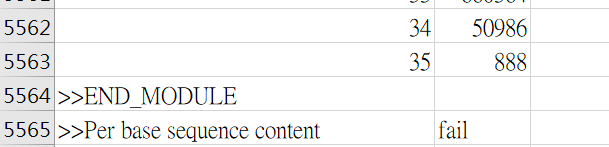 5562 34 50986
5563 35 888
5564 >>END_MODULE
5565 >>Per base sequence content fail